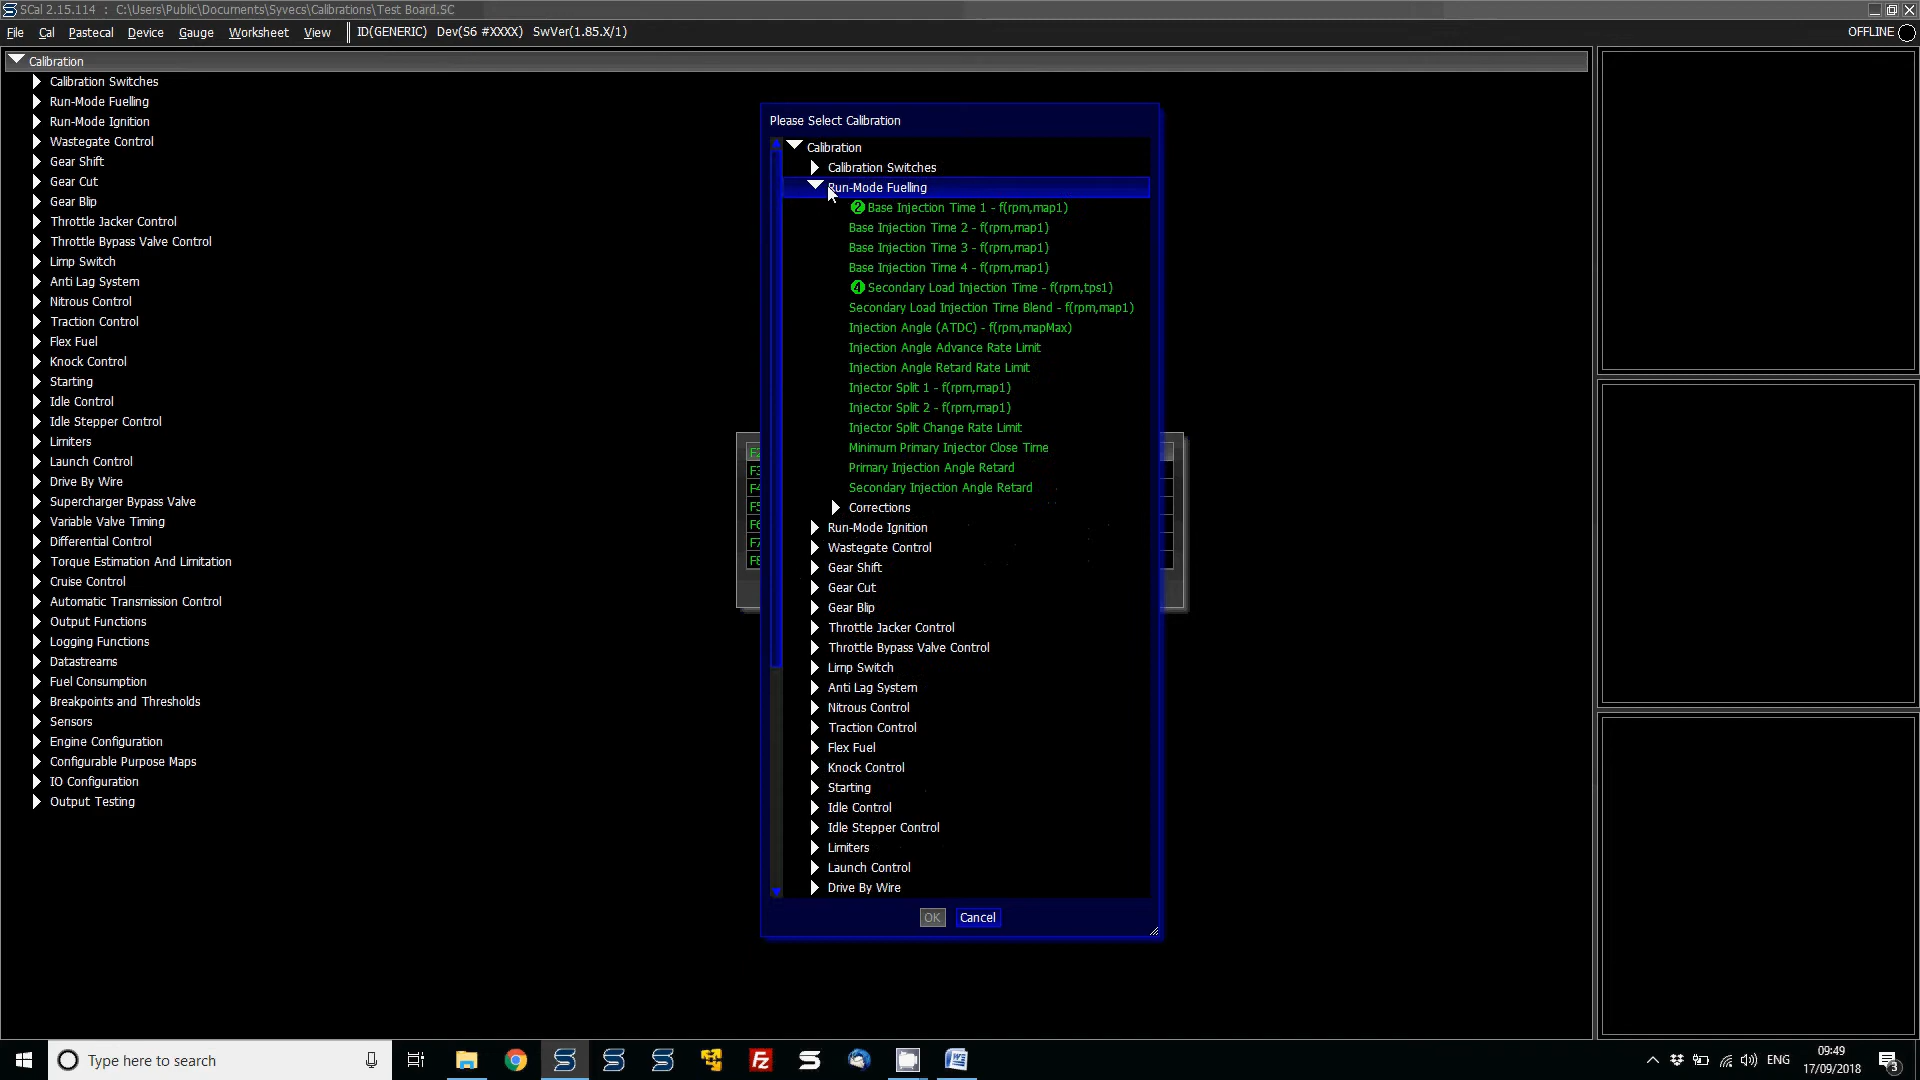 SCal 2.15.114 : C:\Users\Public\Documents\Syvecs\Calibrations\Test Board.SC
File Cal Pastecal Device Gauge Worksheet View ID(GENERIC) Dev(S6 #XXXX) SwVer(1.85.X/1) OFFLINE
Calibration
Calibration Switches
Run-Mode Fuelling
Run-Mode Ignition
Wastegate Control
Gear Shift
Gear Cut
Gear Blip
Throttle Jacker Control
Throttle Bypass Valve Control
Limp Switch
Anti Lag System
Nitrous Control
Traction Control
Flex Fuel
Knock Control
Starting
Idle Control
Idle Stepper Control
Limiters
Launch Control
Drive By Wire
Supercharger Bypass Valve
Variable Valve Timing
Differential Control
Torque Estimation And Limitation
Cruise Control
Automatic Transmission Control
Output Functions
Logging Functions
Datastreams
Fuel Consumption
Breakpoints and Thresholds
Sensors
Engine Configuration
Configurable Purpose Maps
IO Configuration
Output Testing
Please Select Calibration
Calibration
Calibration Switches
Run-Mode Fuelling
2 Base Injection Time 1 - f(rpm,map1)
Base Injection Time 2 - f(rpm,map1)
Base Injection Time 3 - f(rpm,map1)
Base Injection Time 4 - f(rpm,map1)
4 Secondary Load Injection Time - f(rpm,tps1)
Secondary Load Injection Time Blend - f(rpm,map1)
Injection Angle (ATDC) - f(rpm,mapMax)
Injection Angle Advance Rate Limit
Injection Angle Retard Rate Limit
Injector Split 1 - f(rpm,map1)
Injector Split 2 - f(rpm,map1)
Injector Split Change Rate Limit
Minimum Primary Injector Close Time
Primary Injection Angle Retard
Secondary Injection Angle Retard
Corrections
Run-Mode Ignition
Wastegate Control
Gear Shift
Gear Cut
Gear Blip
Throttle Jacker Control
Throttle Bypass Valve Control
Limp Switch
Anti Lag System
Nitrous Control
Traction Control
Flex Fuel
Knock Control
Starting
Idle Control
Idle Stepper Control
Limiters
Launch Control
Drive By Wire
OK Cancel
F2
F3
F4
F5
F6
F7
F8
Type here to search
ENG
09:49
17/09/2018
3